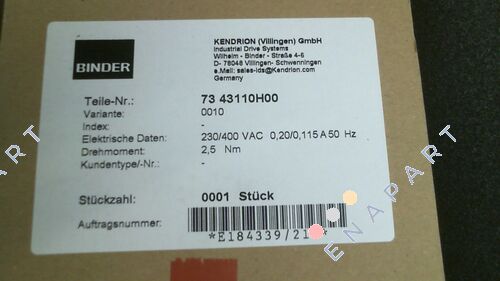 BINDER
KENDRION (Villingen) GmbH
Industrial Drive Systems
Wilhelm - Binder - Straße 4-6
D- 78048 Villingen- Schwenningen
e.Mail: sales-ids@Kendrion.com
Germany
Teile-Nr.: 73 43110H00
Variante: 0010
Index: -
Elektrische Daten: 230/400 VAC 0,20/0,115 A 50 Hz
Drehmoment: 2,5 Nm
Kundentype/-Nr.: -
Stückzahl: 0001 Stück
Auftragsnummer:
*E184339/21
ENAPART